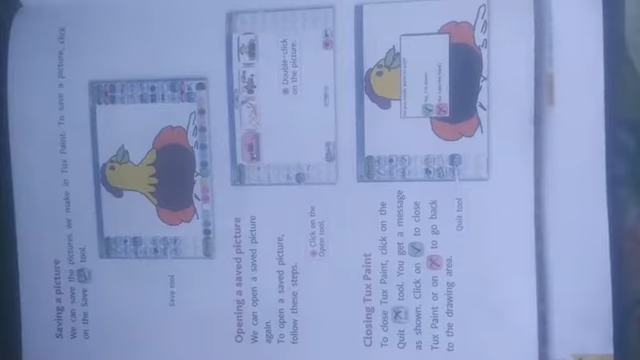 Saving a picture
We can save the pictures we make in Tux Paint. To save a picture, click
on the Save tool.
Save tool
Opening a saved picture
We can open a saved picture
again.
To open a saved picture,
follow these steps.
Click on the
Open tool.
Double-click
on the picture.
Closing Tux Paint
To close Tux Paint, click on the
Quit tool. You get a message
as shown. Click on to close
Tux Paint or on to go back
to the drawing area.
Quit tool